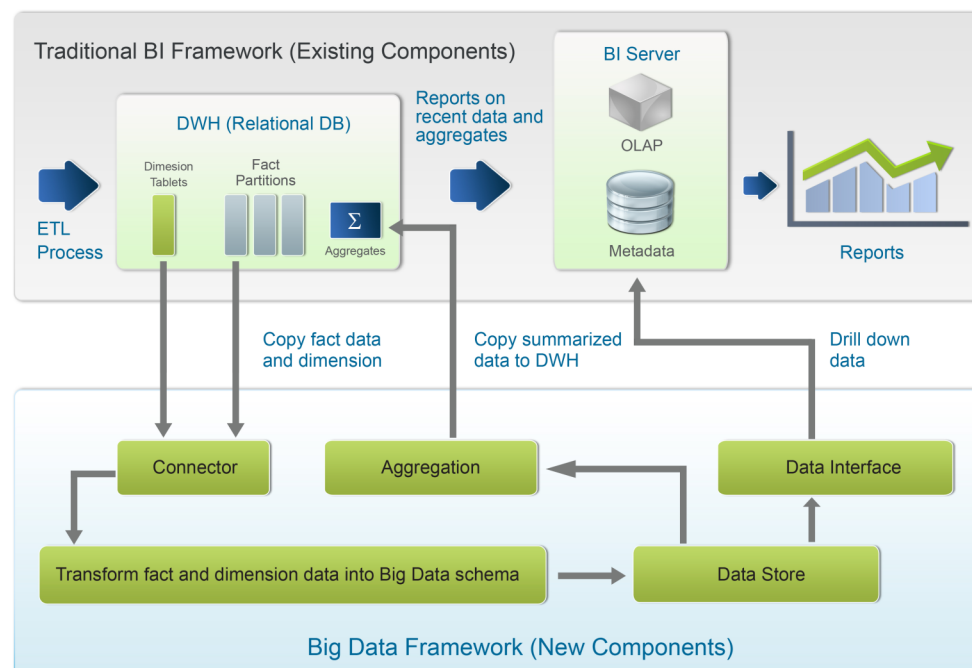 Traditional BI Framework (Existing Components)
BI Server
OLAP
Metadata
DWH (Relational DB)
Dimesion
Tablets
Fact
Partitions
Σ
Aggregates
ETL
Process
Reports on
recent data and
aggregates
Reports
Copy fact data
and dimension
Copy summarized
data to DWH
Drill down
data
Connector
Aggregation
Data Interface
Transform fact and dimension data into Big Data schema
Data Store
Big Data Framework (New Components)